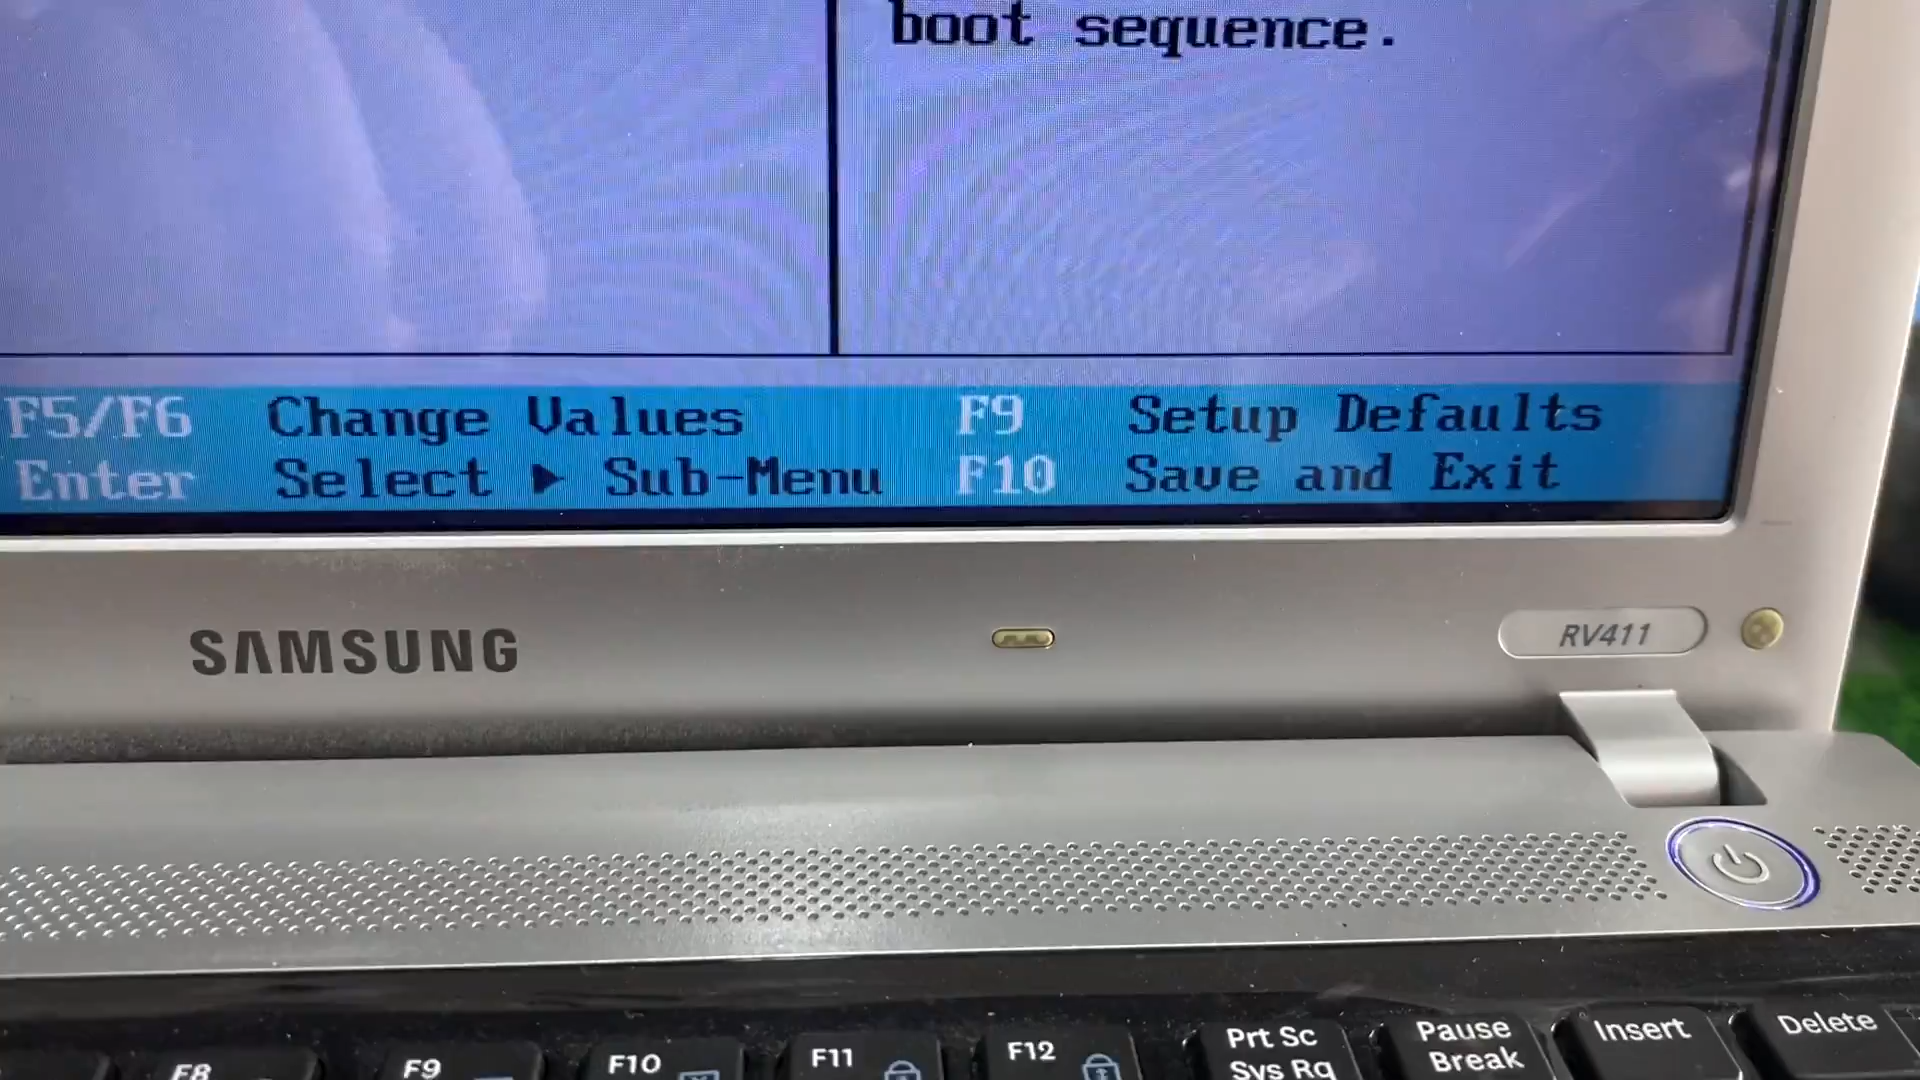 boot sequence.
F5/F6 Change Values F9 Setup Defaults
Enter Select ▶ Sub-Menu F10 Save and Exit
SAMSUNG
RV411
F8 F9 F10 F11 F12 Prt Sc Pause Insert Delete
Sys Rq Break